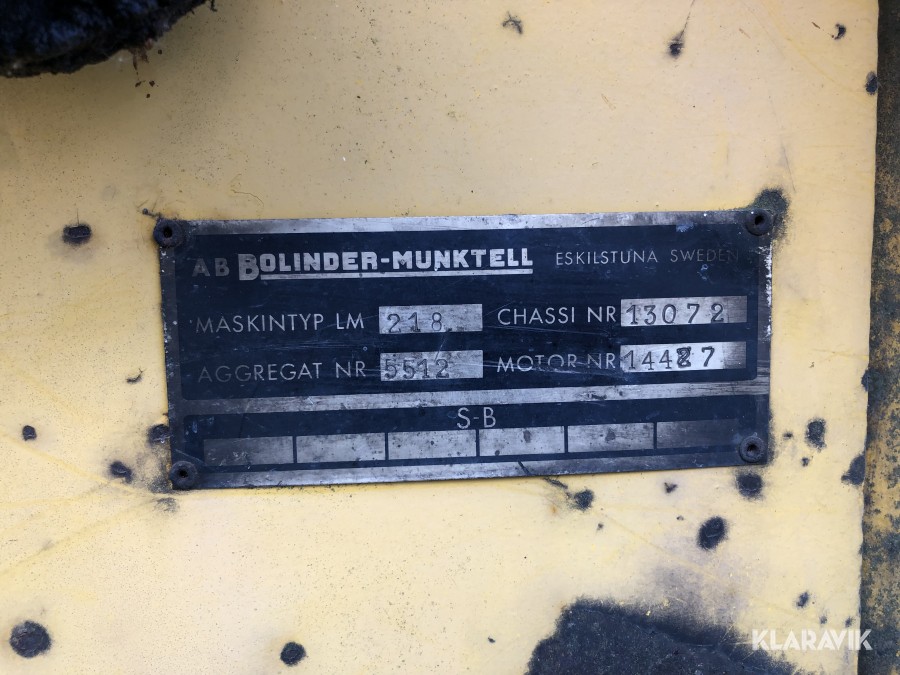 AB BOLINDER-MUNKTELL ESKILSTUNA SWEDEN
MASKINTYP LM 218 CHASSI NR 13072
AGGREGAT NR 5512 MOTOR NR
S-B
KLARAVIK